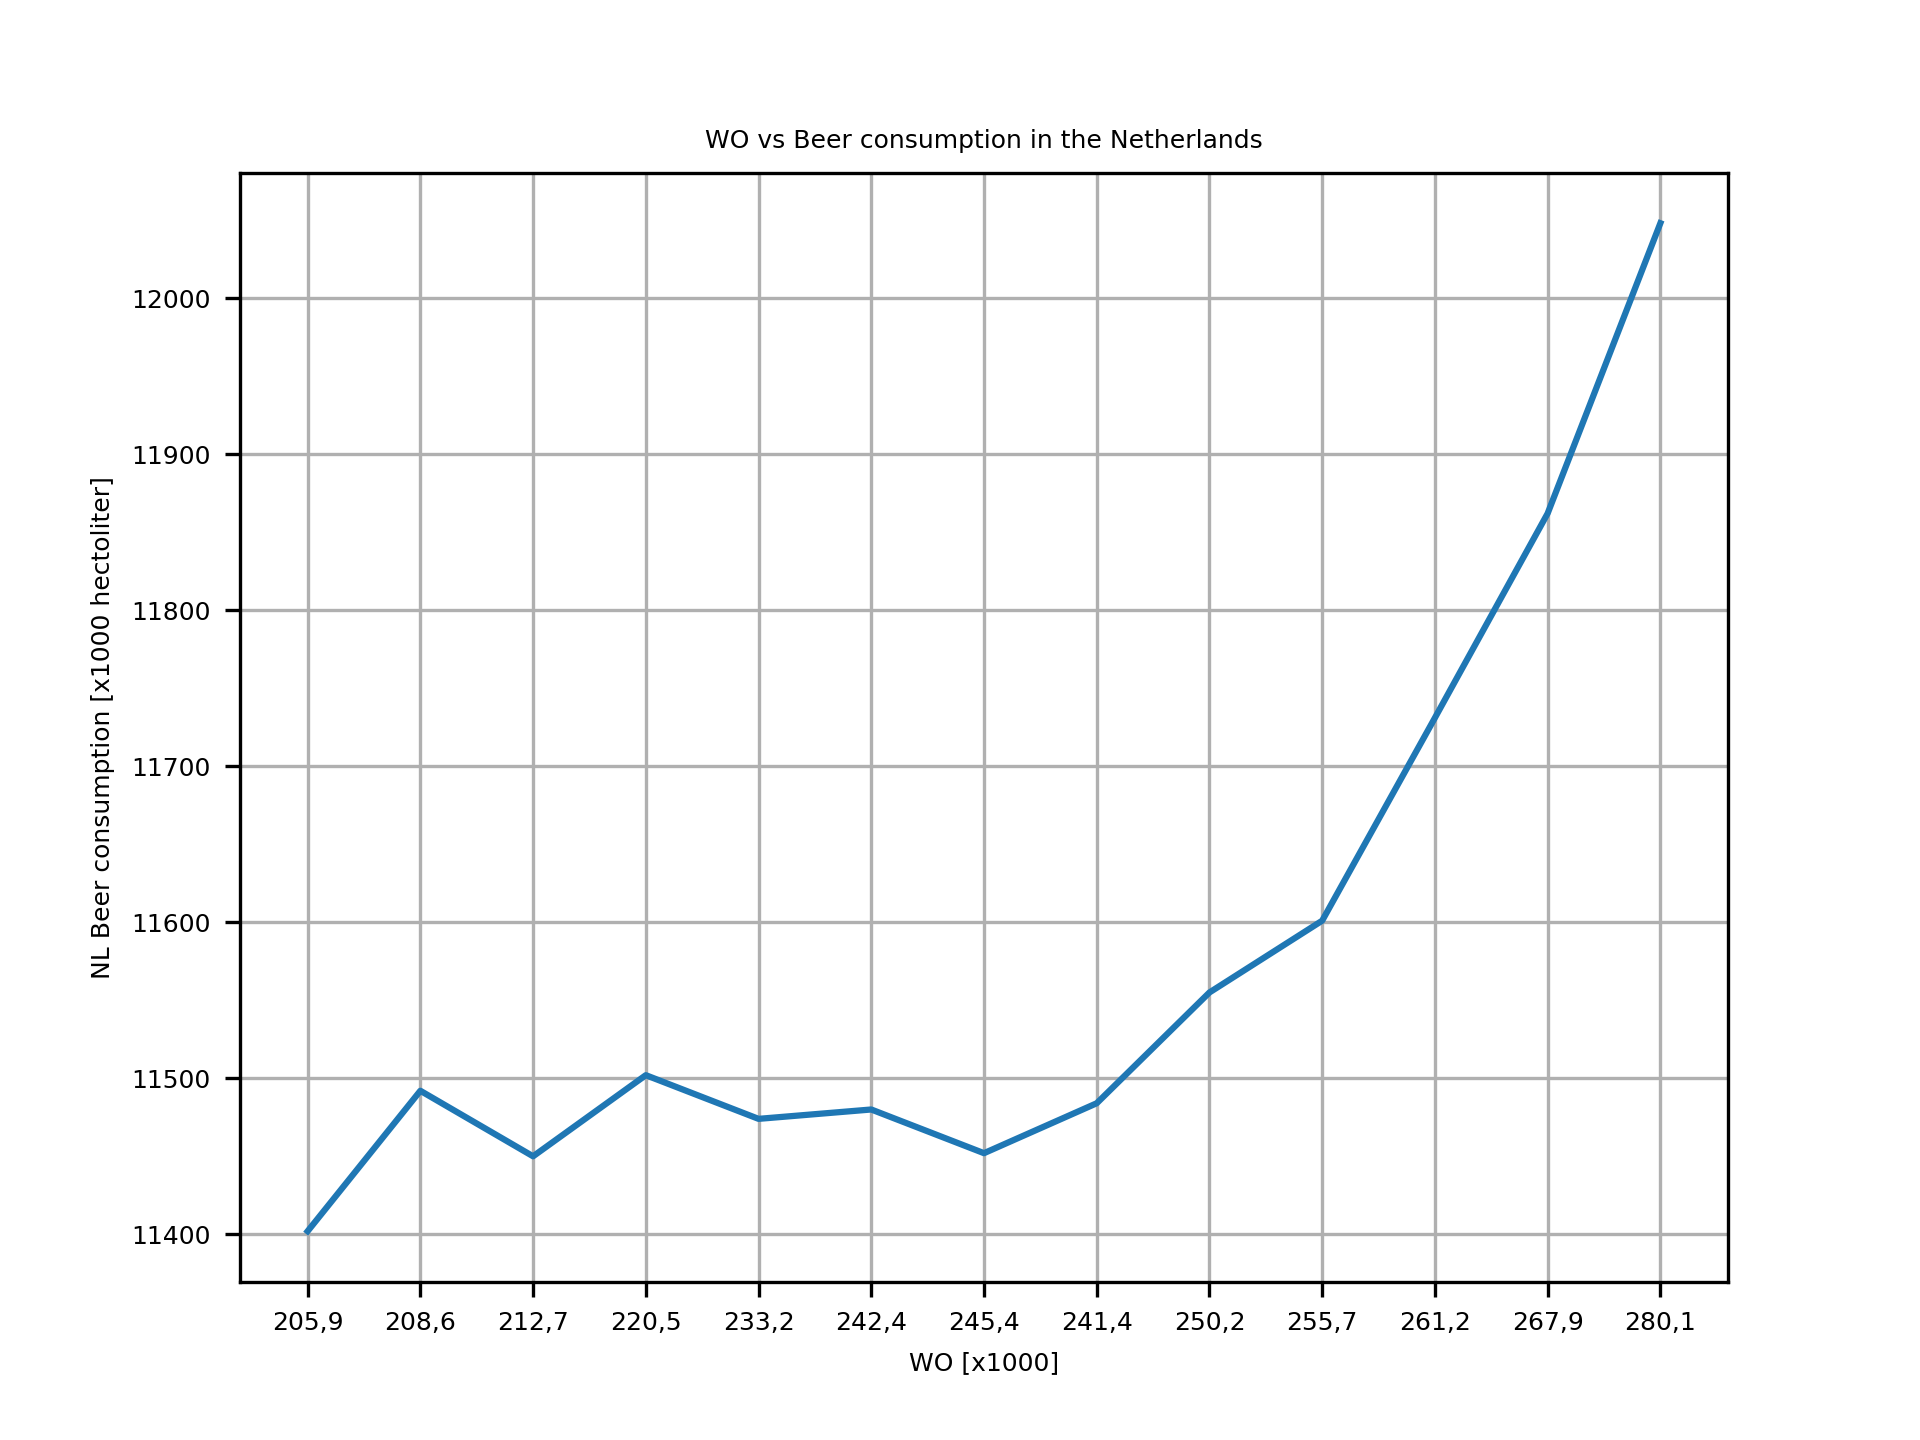 WO vs Beer consumption in the Netherlands
NL Beer consumption [x1000 hectoliter]
12000
11900
11800
11700
11600
11500
11400
205,9 208,6 212,7 220,5 233,2 242,4 245,4 241,4 250,2 255,7 261,2 267,9 280,1
WO [x1000]